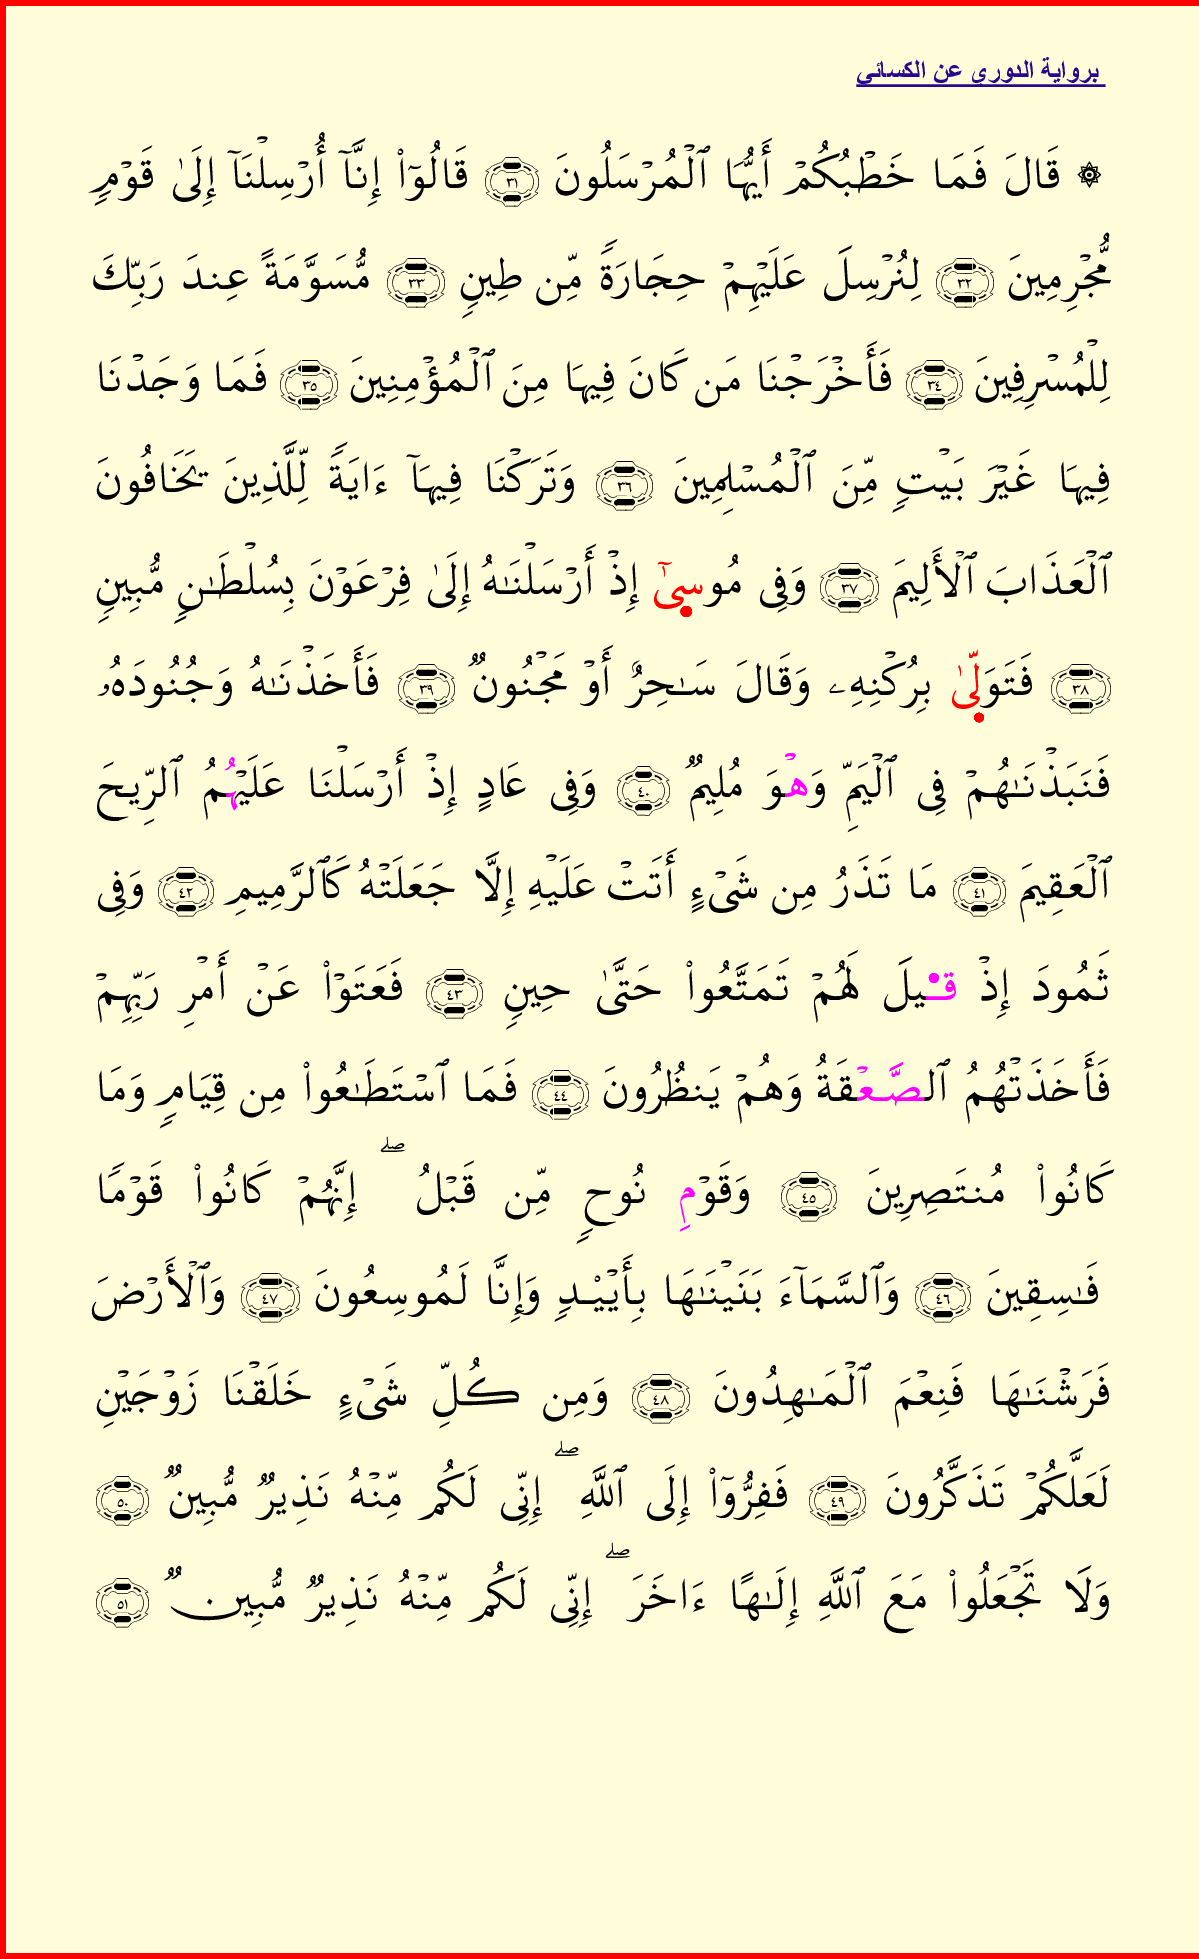 برواية الدوري عن الكسائي
۞ قَالَ فَمَا خَطۡبُكُمۡ أَيُّهَا ٱلۡمُرۡسَلُونَ ٣١ قَالُوٓاْ إِنَّآ أُرۡسِلۡنَآ إِلَىٰ قَوۡمٖ
مُّجۡرِمِينَ ٣٢ لِنُرۡسِلَ عَلَيۡهِمۡ حِجَارَةٗ مِّن طِينٖ ٣٣ مُّسَوَّمَةً عِندَ رَبِّكَ
لِلۡمُسۡرِفِينَ ٣٤ فَأَخۡرَجۡنَا مَن كَانَ فِيهَا مِنَ ٱلۡمُؤۡمِنِينَ ٣٥ فَمَا وَجَدۡنَا
فِيهَا غَيۡرَ بَيۡتٖ مِّنَ ٱلۡمُسۡلِمِينَ ٣٦ وَتَرَكۡنَا فِيهَآ ءَايَةٗ لِّلَّذِينَ يَخَافُونَ
ٱلۡعَذَابَ ٱلۡأَلِيمَ ٣٧ وَفِي مُوسىٰٓ إِذۡ أَرۡسَلۡنَٰهُ إِلَىٰ فِرۡعَوۡنَ بِسُلۡطَٰنٖ مُّبِينٖ
٣٨ فَتَوَلّىٰ بِرُكۡنِهِۦ وَقَالَ سَٰحِرٌ أَوۡ مَجۡنُونٞ ٣٩ فَأَخَذۡنَٰهُ وَجُنُودَهُۥ
فَنَبَذۡنَٰهُمۡ فِي ٱلۡيَمِّ وَهۡوَ مُلِيمٞ ٤٠ وَفِي عَادٍ إِذۡ أَرۡسَلۡنَا عَلَيۡهُمُ ٱلرِّيحَ
ٱلۡعَقِيمَ ٤١ مَا تَذَرُ مِن شَيۡءٍ أَتَتۡ عَلَيۡهِ إِلَّا جَعَلَتۡهُ كَٱلرَّمِيمِ ٤٢ وَفِي
ثَمُودَ إِذۡ قِيلَ لَهُمۡ تَمَتَّعُواْ حَتَّىٰ حِينٖ ٤٣ فَعَتَوۡاْ عَنۡ أَمۡرِ رَبِّهِمۡ
فَأَخَذَتۡهُمُ ٱلصَّعۡقَةُ وَهُمۡ يَنظُرُونَ ٤٤ فَمَا ٱسۡتَطَٰعُواْ مِن قِيَامٖ وَمَا
كَانُواْ مُنتَصِرِينَ ٤٥ وَقَوۡمِ نُوحٖ مِّن قَبۡلُۖ إِنَّهُمۡ كَانُواْ قَوۡمٗا
فَٰسِقِينَ ٤٦ وَٱلسَّمَآءَ بَنَيۡنَٰهَا بِأَيۡيْدٖ وَإِنَّا لَمُوسِعُونَ ٤٧ وَٱلۡأَرۡضَ
فَرَشۡنَٰهَا فَنِعۡمَ ٱلۡمَٰهِدُونَ ٤٨ وَمِن كُلِّ شَيۡءٍ خَلَقۡنَا زَوۡجَيۡنِ
لَعَلَّكُمۡ تَذَكَّرُونَ ٤٩ فَفِرُّوٓاْ إِلَى ٱللَّهِۖ إِنِّي لَكُم مِّنۡهُ نَذِيرٞ مُّبِينٞ ٥٠
وَلَا تَجۡعَلُواْ مَعَ ٱللَّهِ إِلَٰهًا ءَاخَرَۖ إِنِّي لَكُم مِّنۡهُ نَذِيرٞ مُّبِينٞ ٥١